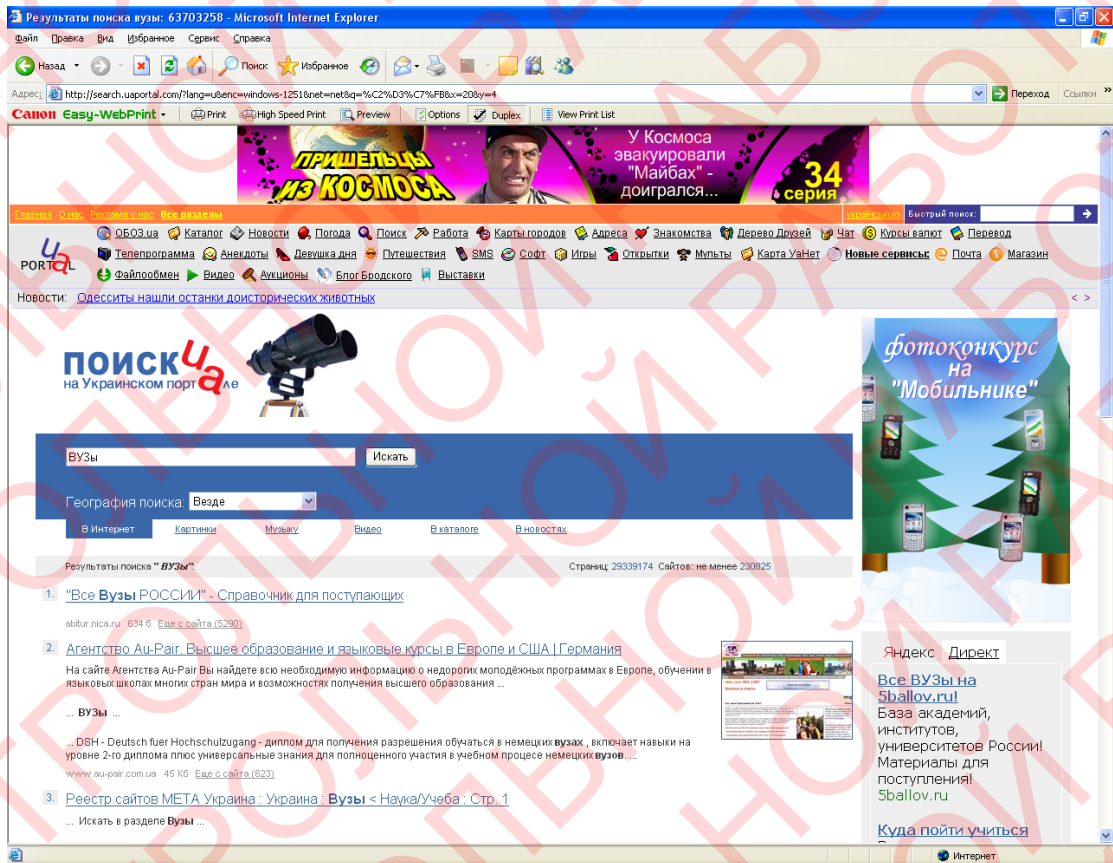 Результаты поиска вузы: 63703258 - Microsoft Internet Explorer
Файл Правка Вид Избранное Сервис Справка
Назад Поиск Избранное
Адрес: http://search.uaportal.com/?lang=u&enc=windows-1251&net=net&q=%C2%D3%C7%FB&x=20&y=4 Переход Ссылки »
Canon Easy-WebPrint Print High Speed Print Preview Options Duplex View Print List
ПРИШЕЛЬЦЫ ИЗ КОСМОСА
У Космоса
эвакуировали
"Майбах" -
доигрался...
34
серия
Главная О нас Реклама у нас Все разделы українською Быстрый поиск:
ua PORTAL
ОБОЗ.ua Каталог Новости Погода Поиск Работа Карты городов Адреса Знакомства Дерево Друзей Чат Курсы валют Перевод
Телепрограмма Анекдоты Девушка дня Путешествия SMS Софт Игры Открытки Мульты Карта УаНет Новые сервисы: Почта Магазин
Файлообмен Видео Аукционы Блог Бродского Выставки
Новости: Одесситы нашли останки доисторических животных < >
поиск ua
на Украинском портале
фотоконкурс
на
"Мобильнике"
ВУЗы Искать
География поиска: Везде
В Интернет Картинки Музыку Видео В каталоге В новостях
Результаты поиска " ВУЗы": Страниц: 29339174 Сайтов: не менее 230825
1. "Все Вузы РОССИИ" - Справочник для поступающих
abitur.nica.ru 634 б Еще с сайта (5290)
2. Агентство Au-Pair. Высшее образование и языковые курсы в Европе и США | Германия
На сайте Агентства Au-Pair Вы найдете всю необходимую информацию о недорогих молодёжных программах в Европе, обучении в
языковых школах многих стран мира и возможностях получения высшего образования ...
... ВУЗы ...
... DSH - Deutsch fuer Hochschulzugang - диплом для получения разрешения обучаться в немецких вузах , включает навыки на
уровне 2-го диплома плюс универсальные знания для полноценного участия в учебном процесе немецких вузов. ...
www.au-pair.com.ua 45 Кб Еще с сайта (623)
3. Реестр сайтов МЕТА Украина : Украина : Вузы < Наука/Учеба : Стр. 1
... Искать в разделе Вузы ...
Яндекс Директ
Все ВУЗы на
5ballov.ru!
База академий,
институтов,
университетов России!
Материалы для
поступления!
5ballov.ru
Куда пойти учиться
Интернет